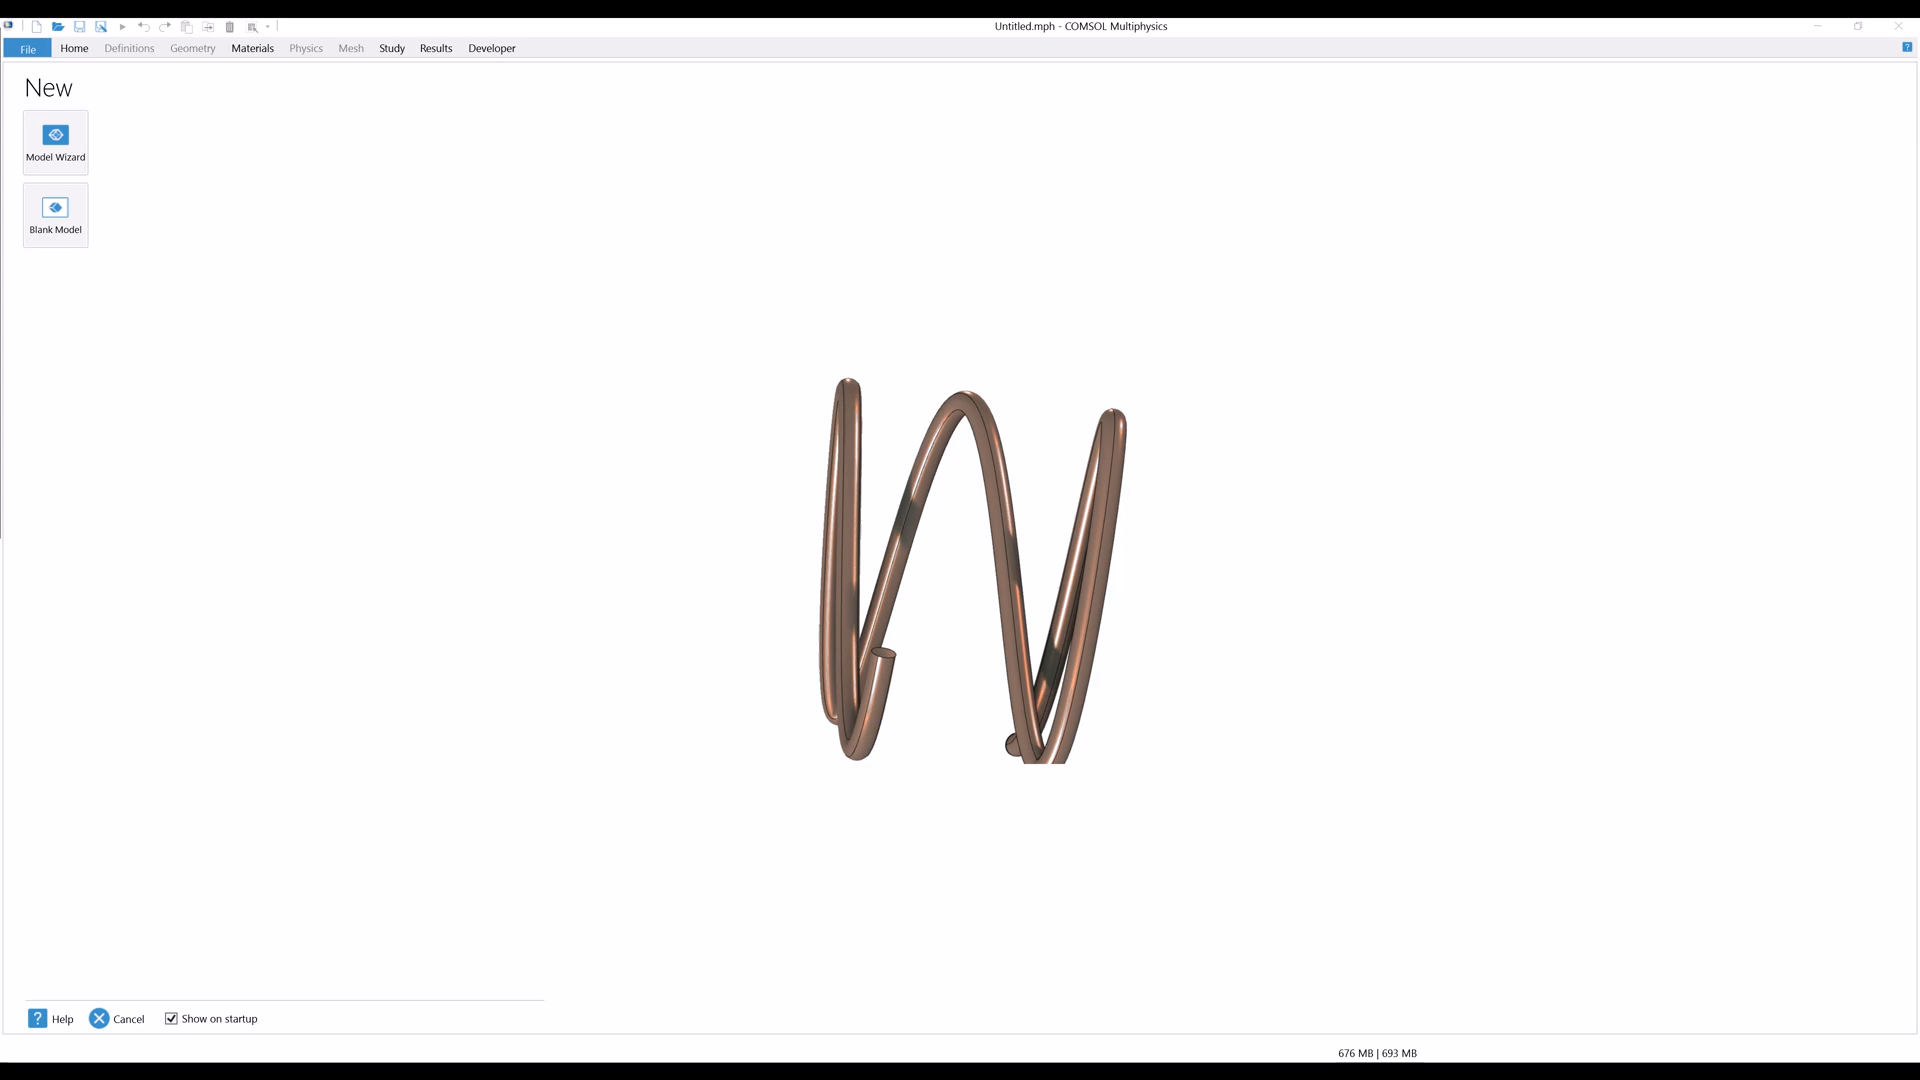 Untitled.mph - COMSOL Multiphysics
File Home Definitions Geometry Materials Physics Mesh Study Results Developer ?
New
Model Wizard
Blank Model
? Help Cancel Show on startup
676 MB | 693 MB